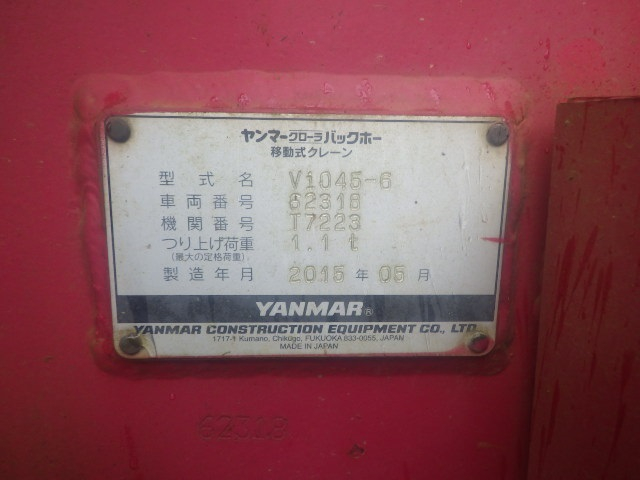 ヤンマークローラバックホー
移動式クレーン
型式名 ViO45-6
車両番号 62318
機関番号 T7223
つり上げ荷重 1.1t
(最大の定格荷重)
製造年月 2015年05月
YANMAR®
YANMAR CONSTRUCTION EQUIPMENT CO., LTD.
1717-1 Kumano, Chikugo, FUKUOKA 833-0055, JAPAN
MADE IN JAPAN
62318